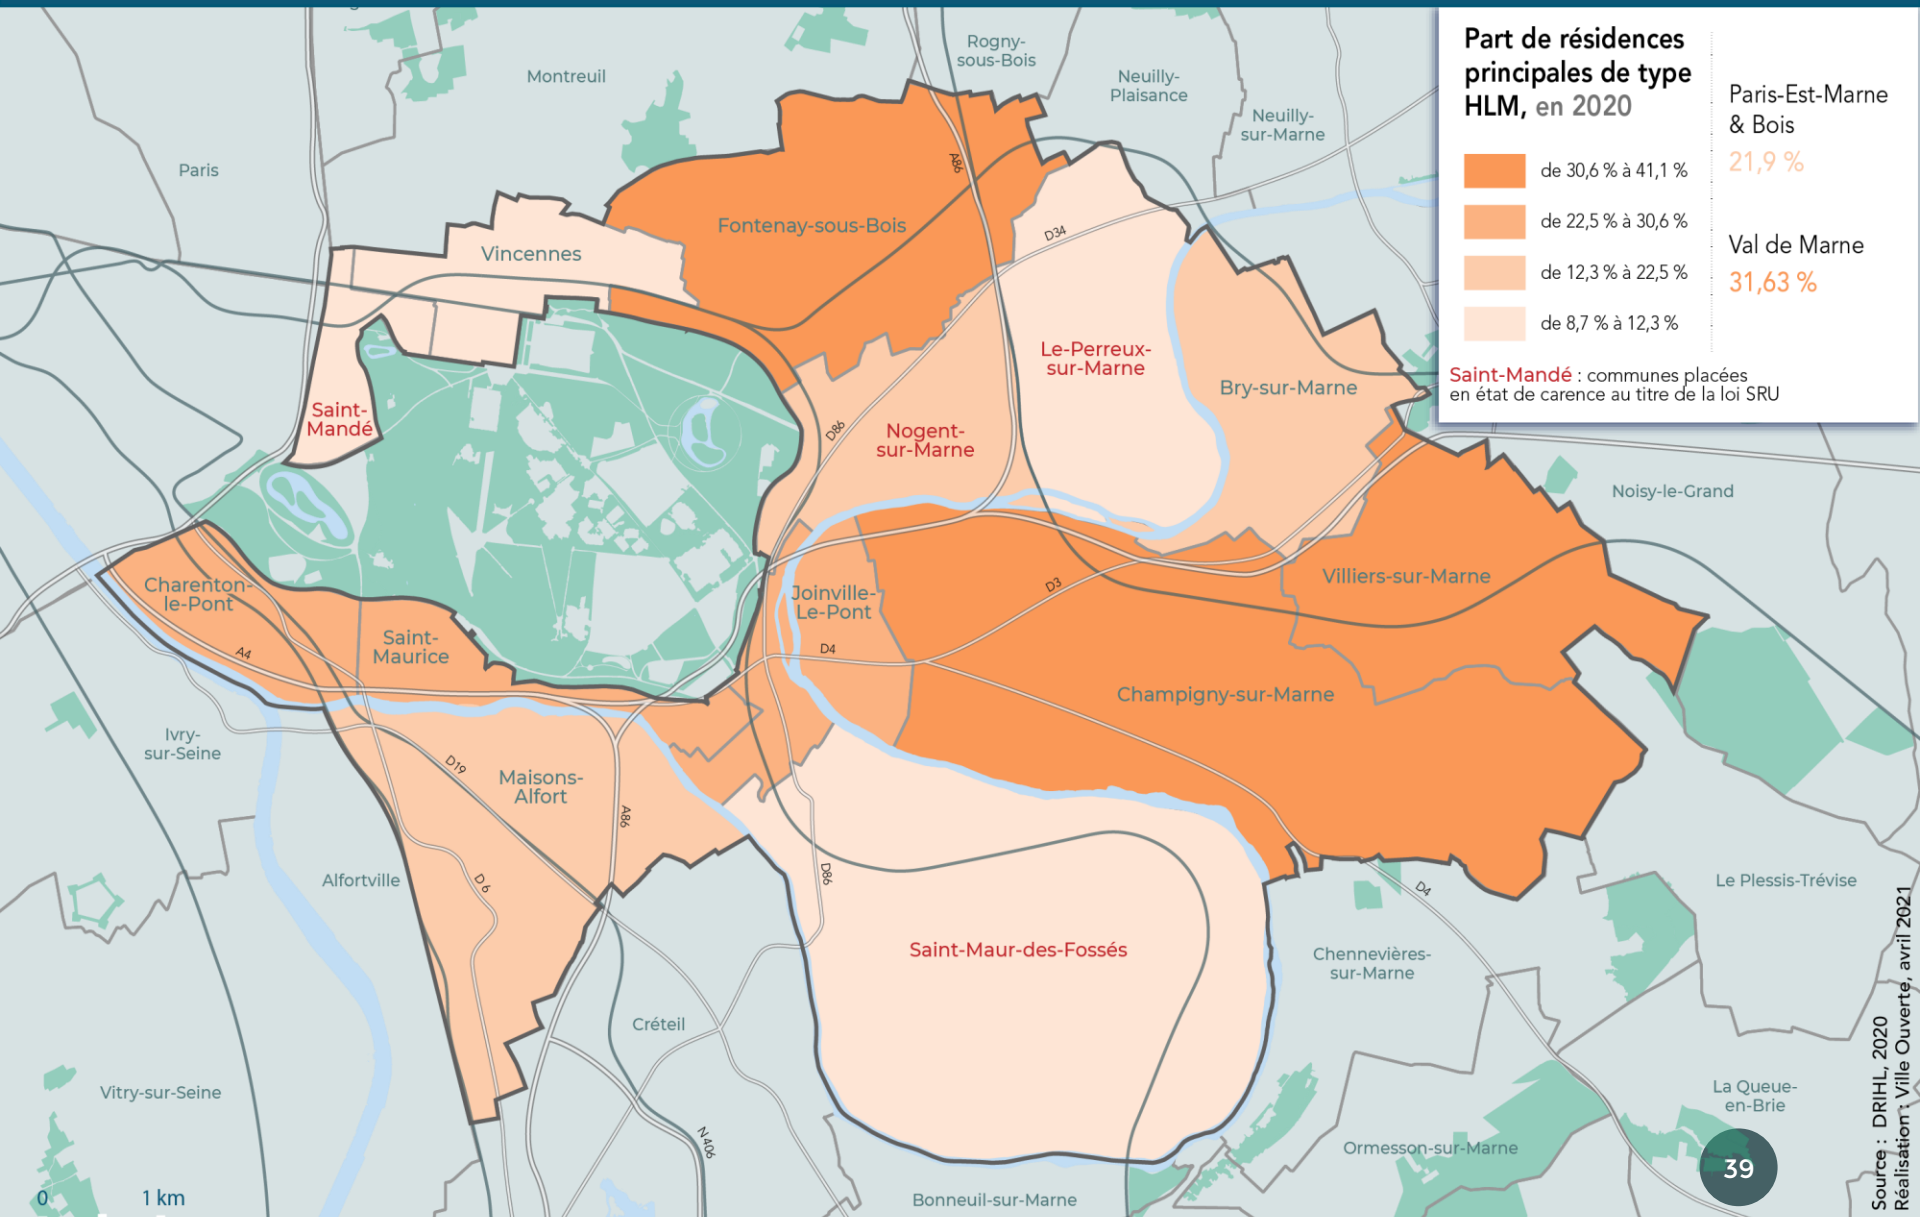 Part de résidences
principales de type
HLM, en 2020
de 30,6 % à 41,1 %
de 22,5 % à 30,6 %
de 12,3 % à 22,5 %
de 8,7 % à 12,3 %
Paris-Est-Marne
& Bois
21,9 %
Val de Marne
31,63 %
Saint-Mandé : communes placées
en état de carence au titre de la loi SRU
Rogny-
sous-Bois
Montreuil
Neuilly-
Plaisance
Neuilly-
sur-Marne
Paris
A86
Fontenay-sous-Bois
D34
Vincennes
Le-Perreux-
sur-Marne
Bry-sur-Marne
Saint-
Mandé
D86
Nogent-
sur-Marne
Noisy-le-Grand
Charenton-
le-Pont
Joinville-
Le-Pont
D3
Villiers-sur-Marne
Saint-
Maurice
A4
D4
Champigny-sur-Marne
Ivry-
sur-Seine
D19
Maisons-
Alfort
A86
Alfortville
D6
D86
D4
Le Plessis-Trévise
Saint-Maur-des-Fossés
Chennevières-
sur-Marne
Créteil
Vitry-sur-Seine
La Queue-
en-Brie
N406
Ormesson-sur-Marne
Bonneuil-sur-Marne
0 1 km
39
Source : DRIHL, 2020
Réalisation : Ville Ouverte, avril 2021